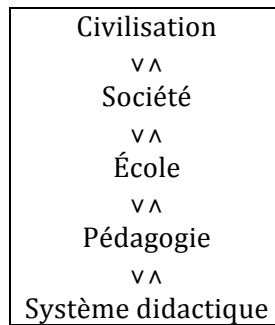 Civilisation
∨∧
Société
∨∧
École
∨∧
Pédagogie
∨∧
Système didactique